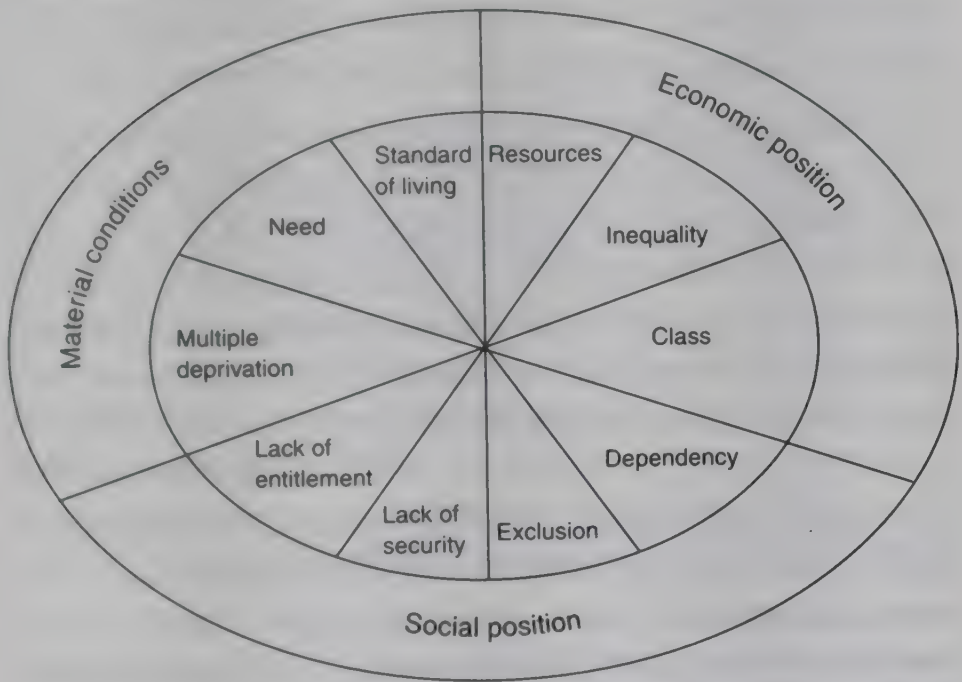 Economic position
Material conditions
Standard
of living
Resources
Need
Inequality
Multiple
deprivation
Class
Lack of
entitlement
Dependency
Lack of
security
Exclusion
Social position